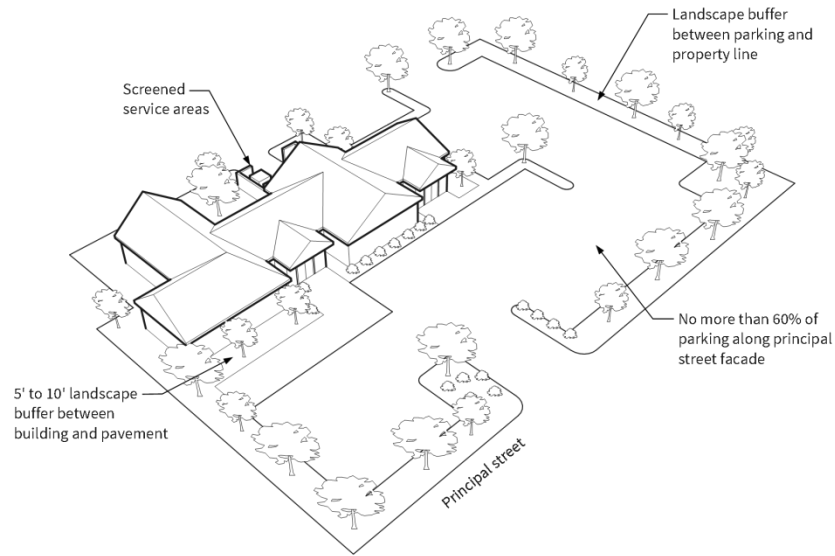 Landscape buffer
between parking and
property line
Screened
service areas
No more than 60% of
parking along principal
street facade
5' to 10' landscape
buffer between
building and pavement
Principal street